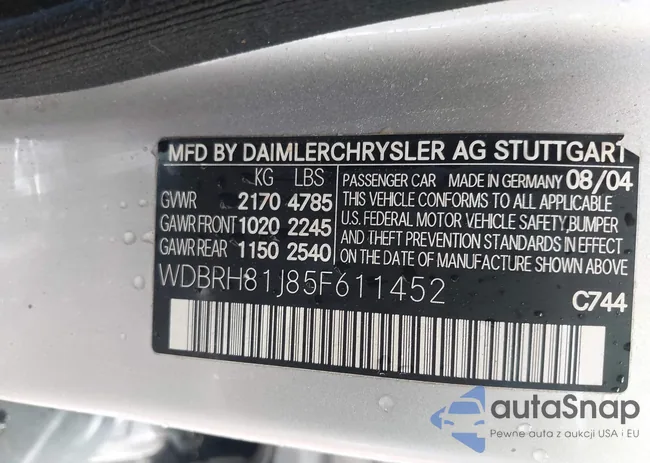 MFD BY DAIMLERCHRYSLER AG STUTTGART
KG LBS
GVWR 2170 4785
GAWR FRONT 1020 2245
GAWR REAR 1150 2540
PASSENGER CAR MADE IN GERMANY 08/04
THIS VEHICLE CONFORMS TO ALL APPLICABLE
U.S. FEDERAL MOTOR VEHICLE SAFETY,BUMPER
AND THEFT PREVENTION STANDARDS IN EFFECT
ON THE DATE OF MANUFACTURE SHOWN ABOVE
WDBRH81J85F611452
C744
autaSnap
Pewne auta z aukcji USA i EU